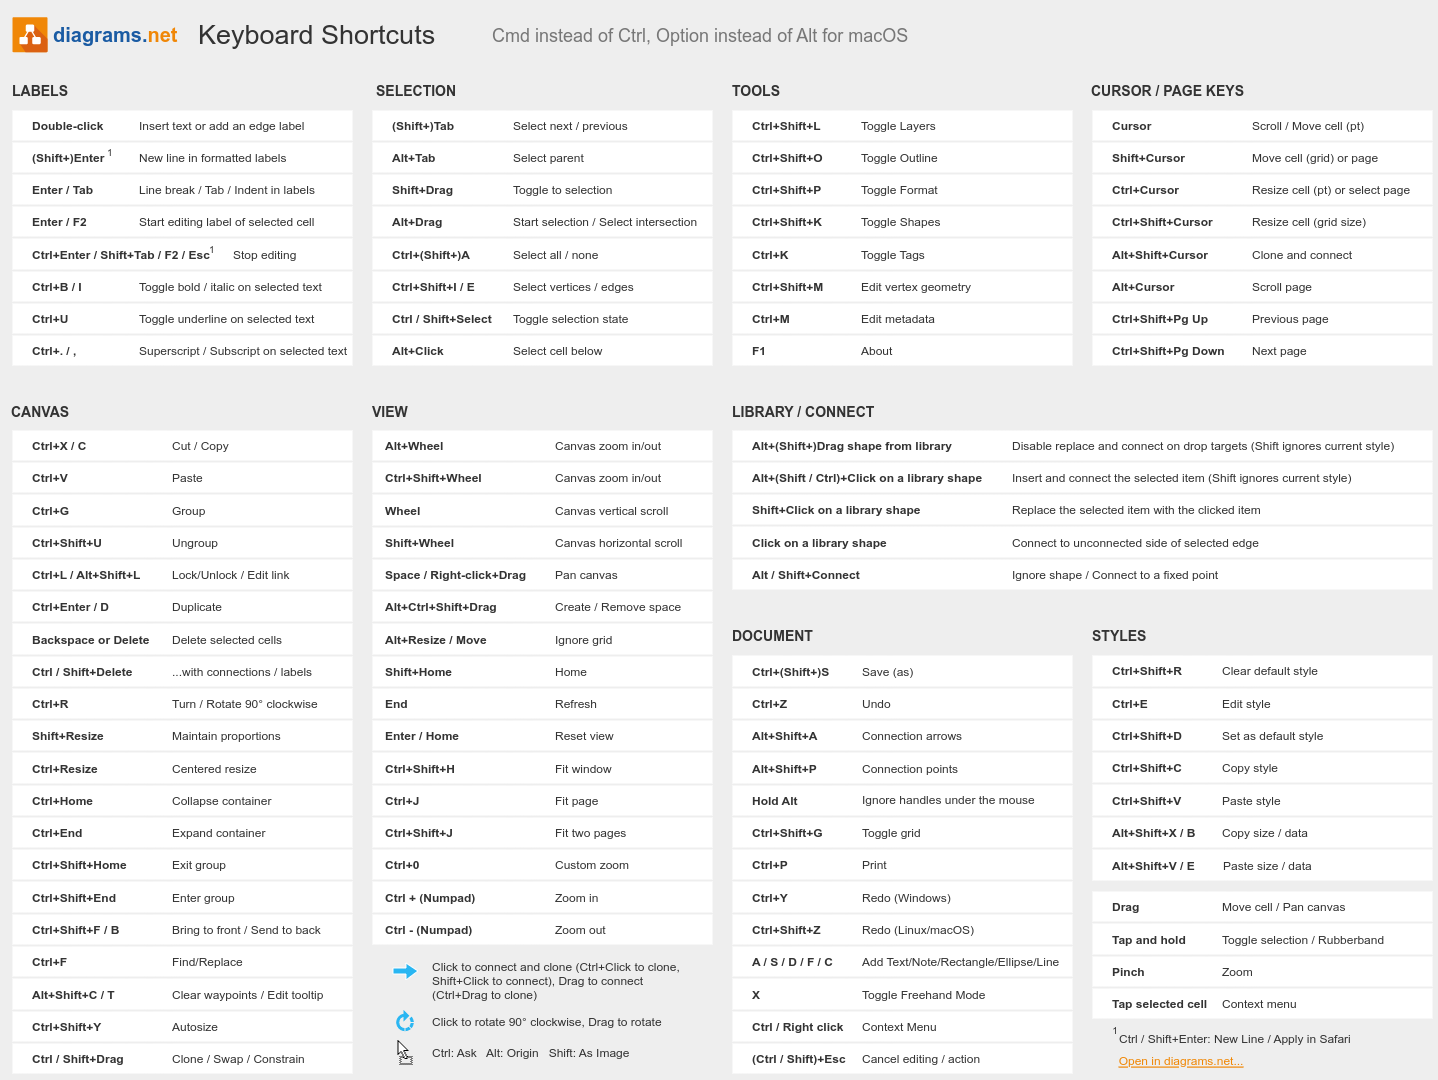 diagrams.net Keyboard Shortcuts Cmd instead of Ctrl, Option instead of Alt for macOS
LABELS
Double-click Insert text or add an edge label
(Shift+)Enter 1 New line in formatted labels
Enter / Tab Line break / Tab / Indent in labels
Enter / F2 Start editing label of selected cell
Ctrl+Enter / Shift+Tab / F2 / Esc1 Stop editing
Ctrl+B / I Toggle bold / italic on selected text
Ctrl+U Toggle underline on selected text
Ctrl+. / , Superscript / Subscript on selected text
SELECTION
(Shift+)Tab Select next / previous
Alt+Tab Select parent
Shift+Drag Toggle to selection
Alt+Drag Start selection / Select intersection
Ctrl+(Shift+)A Select all / none
Ctrl+Shift+I / E Select vertices / edges
Ctrl / Shift+Select Toggle selection state
Alt+Click Select cell below
TOOLS
Ctrl+Shift+L Toggle Layers
Ctrl+Shift+O Toggle Outline
Ctrl+Shift+P Toggle Format
Ctrl+Shift+K Toggle Shapes
Ctrl+K Toggle Tags
Ctrl+Shift+M Edit vertex geometry
Ctrl+M Edit metadata
F1 About
CURSOR / PAGE KEYS
Cursor Scroll / Move cell (pt)
Shift+Cursor Move cell (grid) or page
Ctrl+Cursor Resize cell (pt) or select page
Ctrl+Shift+Cursor Resize cell (grid size)
Alt+Shift+Cursor Clone and connect
Alt+Cursor Scroll page
Ctrl+Shift+Pg Up Previous page
Ctrl+Shift+Pg Down Next page
CANVAS
Ctrl+X / C Cut / Copy
Ctrl+V Paste
Ctrl+G Group
Ctrl+Shift+U Ungroup
Ctrl+L / Alt+Shift+L Lock/Unlock / Edit link
Ctrl+Enter / D Duplicate
Backspace or Delete Delete selected cells
Ctrl / Shift+Delete ...with connections / labels
Ctrl+R Turn / Rotate 90° clockwise
Shift+Resize Maintain proportions
Ctrl+Resize Centered resize
Ctrl+Home Collapse container
Ctrl+End Expand container
Ctrl+Shift+Home Exit group
Ctrl+Shift+End Enter group
Ctrl+Shift+F / B Bring to front / Send to back
Ctrl+F Find/Replace
Alt+Shift+C / T Clear waypoints / Edit tooltip
Ctrl+Shift+Y Autosize
Ctrl / Shift+Drag Clone / Swap / Constrain
VIEW
Alt+Wheel Canvas zoom in/out
Ctrl+Shift+Wheel Canvas zoom in/out
Wheel Canvas vertical scroll
Shift+Wheel Canvas horizontal scroll
Space / Right-click+Drag Pan canvas
Alt+Ctrl+Shift+Drag Create / Remove space
Alt+Resize / Move Ignore grid
Shift+Home Home
End Refresh
Enter / Home Reset view
Ctrl+Shift+H Fit window
Ctrl+J Fit page
Ctrl+Shift+J Fit two pages
Ctrl+0 Custom zoom
Ctrl + (Numpad) Zoom in
Ctrl - (Numpad) Zoom out
Click to connect and clone (Ctrl+Click to clone,
Shift+Click to connect), Drag to connect
(Ctrl+Drag to clone)
Click to rotate 90° clockwise, Drag to rotate
Ctrl: Ask Alt: Origin Shift: As Image
LIBRARY / CONNECT
Alt+(Shift+)Drag shape from library Disable replace and connect on drop targets (Shift ignores current style)
Alt+(Shift / Ctrl)+Click on a library shape Insert and connect the selected item (Shift ignores current style)
Shift+Click on a library shape Replace the selected item with the clicked item
Click on a library shape Connect to unconnected side of selected edge
Alt / Shift+Connect Ignore shape / Connect to a fixed point
DOCUMENT
Ctrl+(Shift+)S Save (as)
Ctrl+Z Undo
Alt+Shift+A Connection arrows
Alt+Shift+P Connection points
Hold Alt Ignore handles under the mouse
Ctrl+Shift+G Toggle grid
Ctrl+P Print
Ctrl+Y Redo (Windows)
Ctrl+Shift+Z Redo (Linux/macOS)
A / S / D / F / C Add Text/Note/Rectangle/Ellipse/Line
X Toggle Freehand Mode
Ctrl / Right click Context Menu
(Ctrl / Shift)+Esc Cancel editing / action
STYLES
Ctrl+Shift+R Clear default style
Ctrl+E Edit style
Ctrl+Shift+D Set as default style
Ctrl+Shift+C Copy style
Ctrl+Shift+V Paste style
Alt+Shift+X / B Copy size / data
Alt+Shift+V / E Paste size / data
Drag Move cell / Pan canvas
Tap and hold Toggle selection / Rubberband
Pinch Zoom
Tap selected cell Context menu
1 Ctrl / Shift+Enter: New Line / Apply in Safari
Open in diagrams.net...